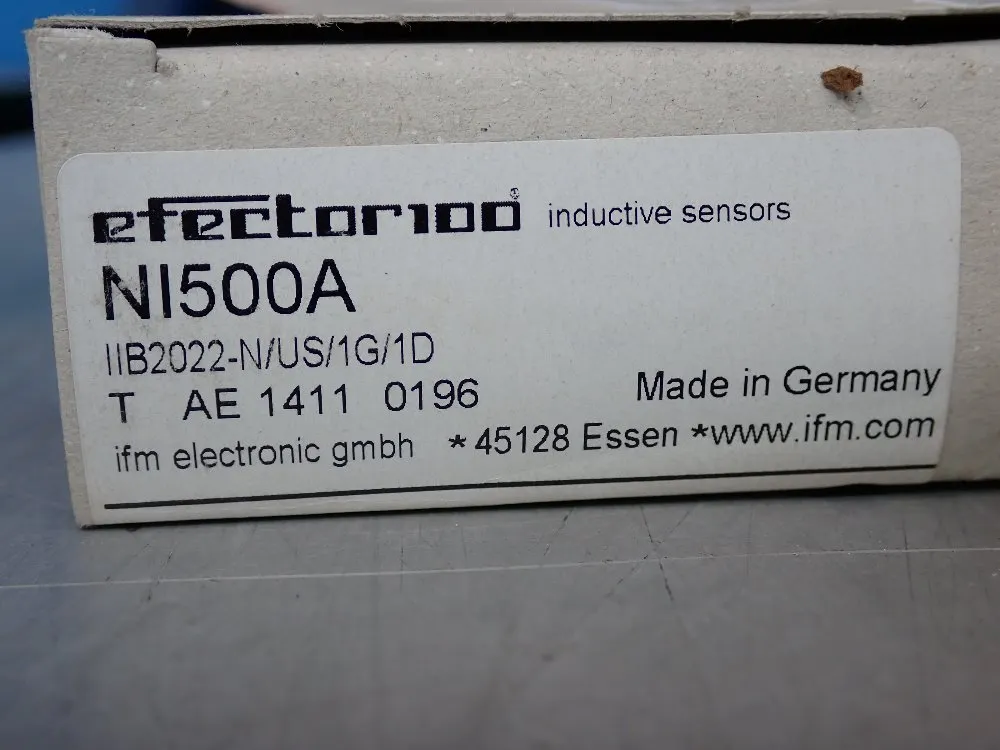 efector100® inductive sensors
NI500A
IIB2022-N/US/1G/1D
T AE 1411 0196
Made in Germany
ifm electronic gmbh *45128 Essen *www.ifm.com